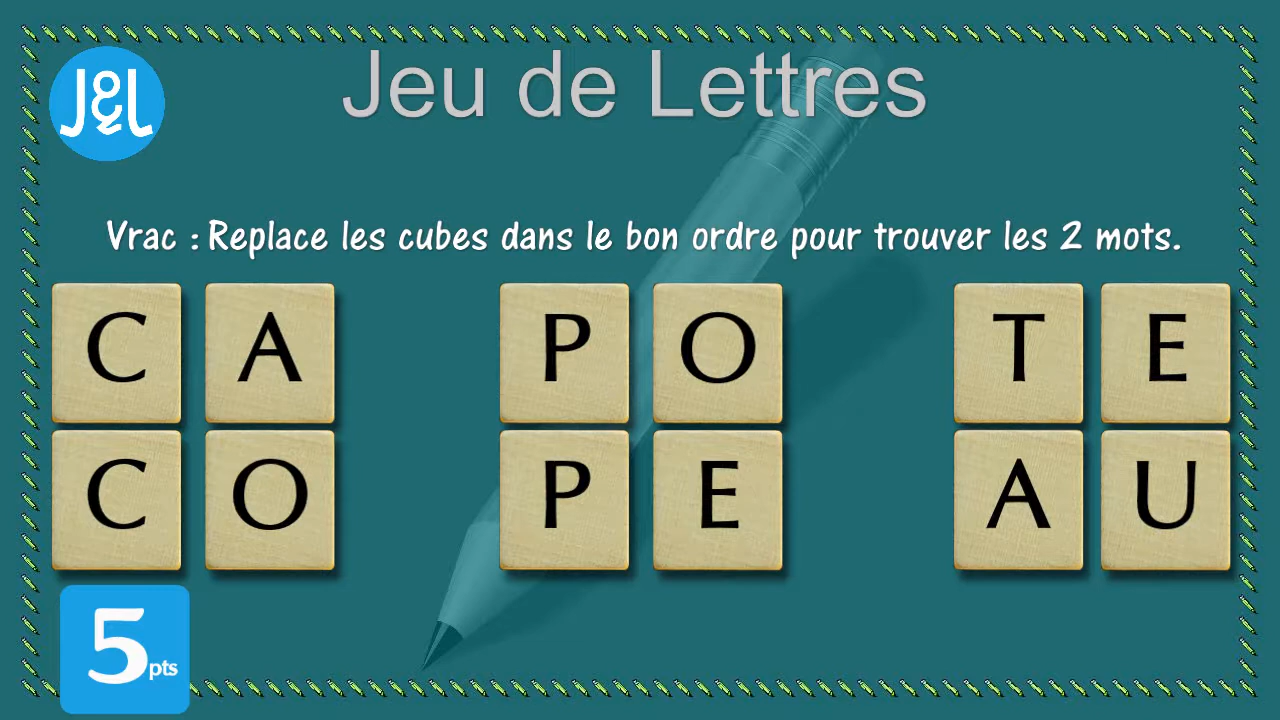 J&L
Jeu de Lettres
Vrac : Replace les cubes dans le bon ordre pour trouver les 2 mots.
C A P O T E
C O P E A U
5 pts